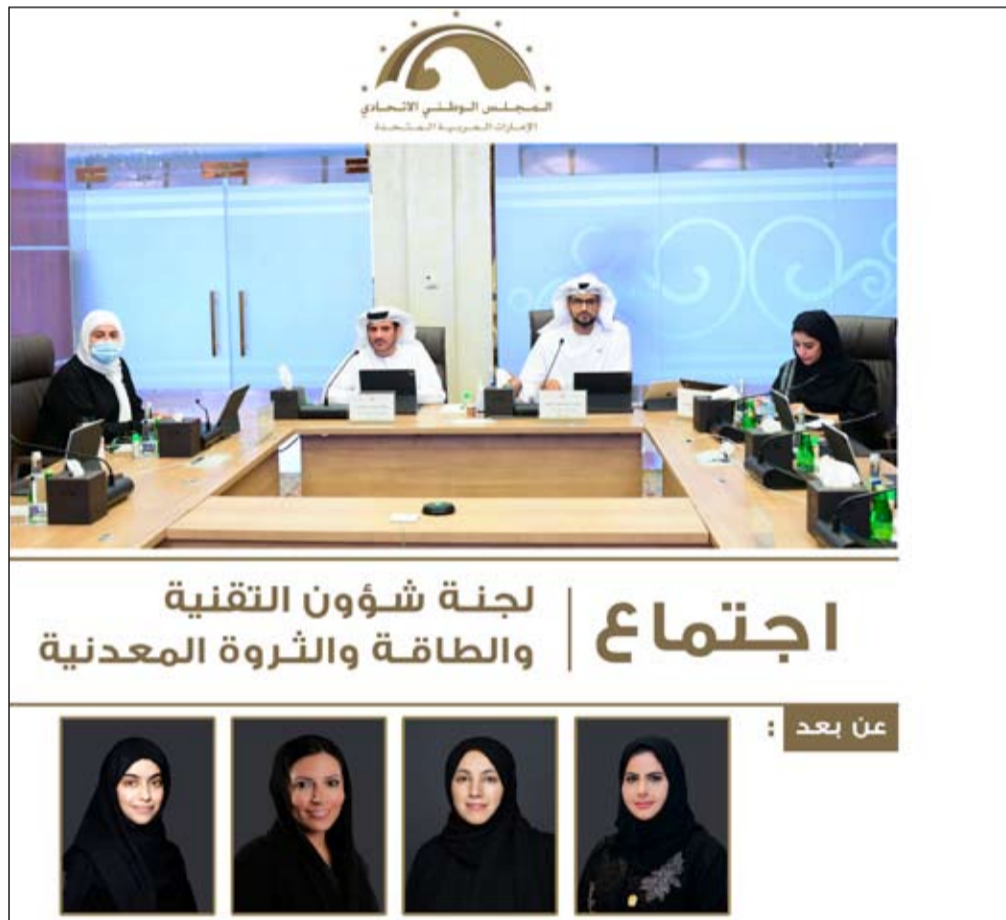 المجلس الوطني الاتحادي
الإمارات العربية المتحدة
اجتماع
لجنة شؤون التقنية
والطاقة والثروة المعدنية
عن بعد :